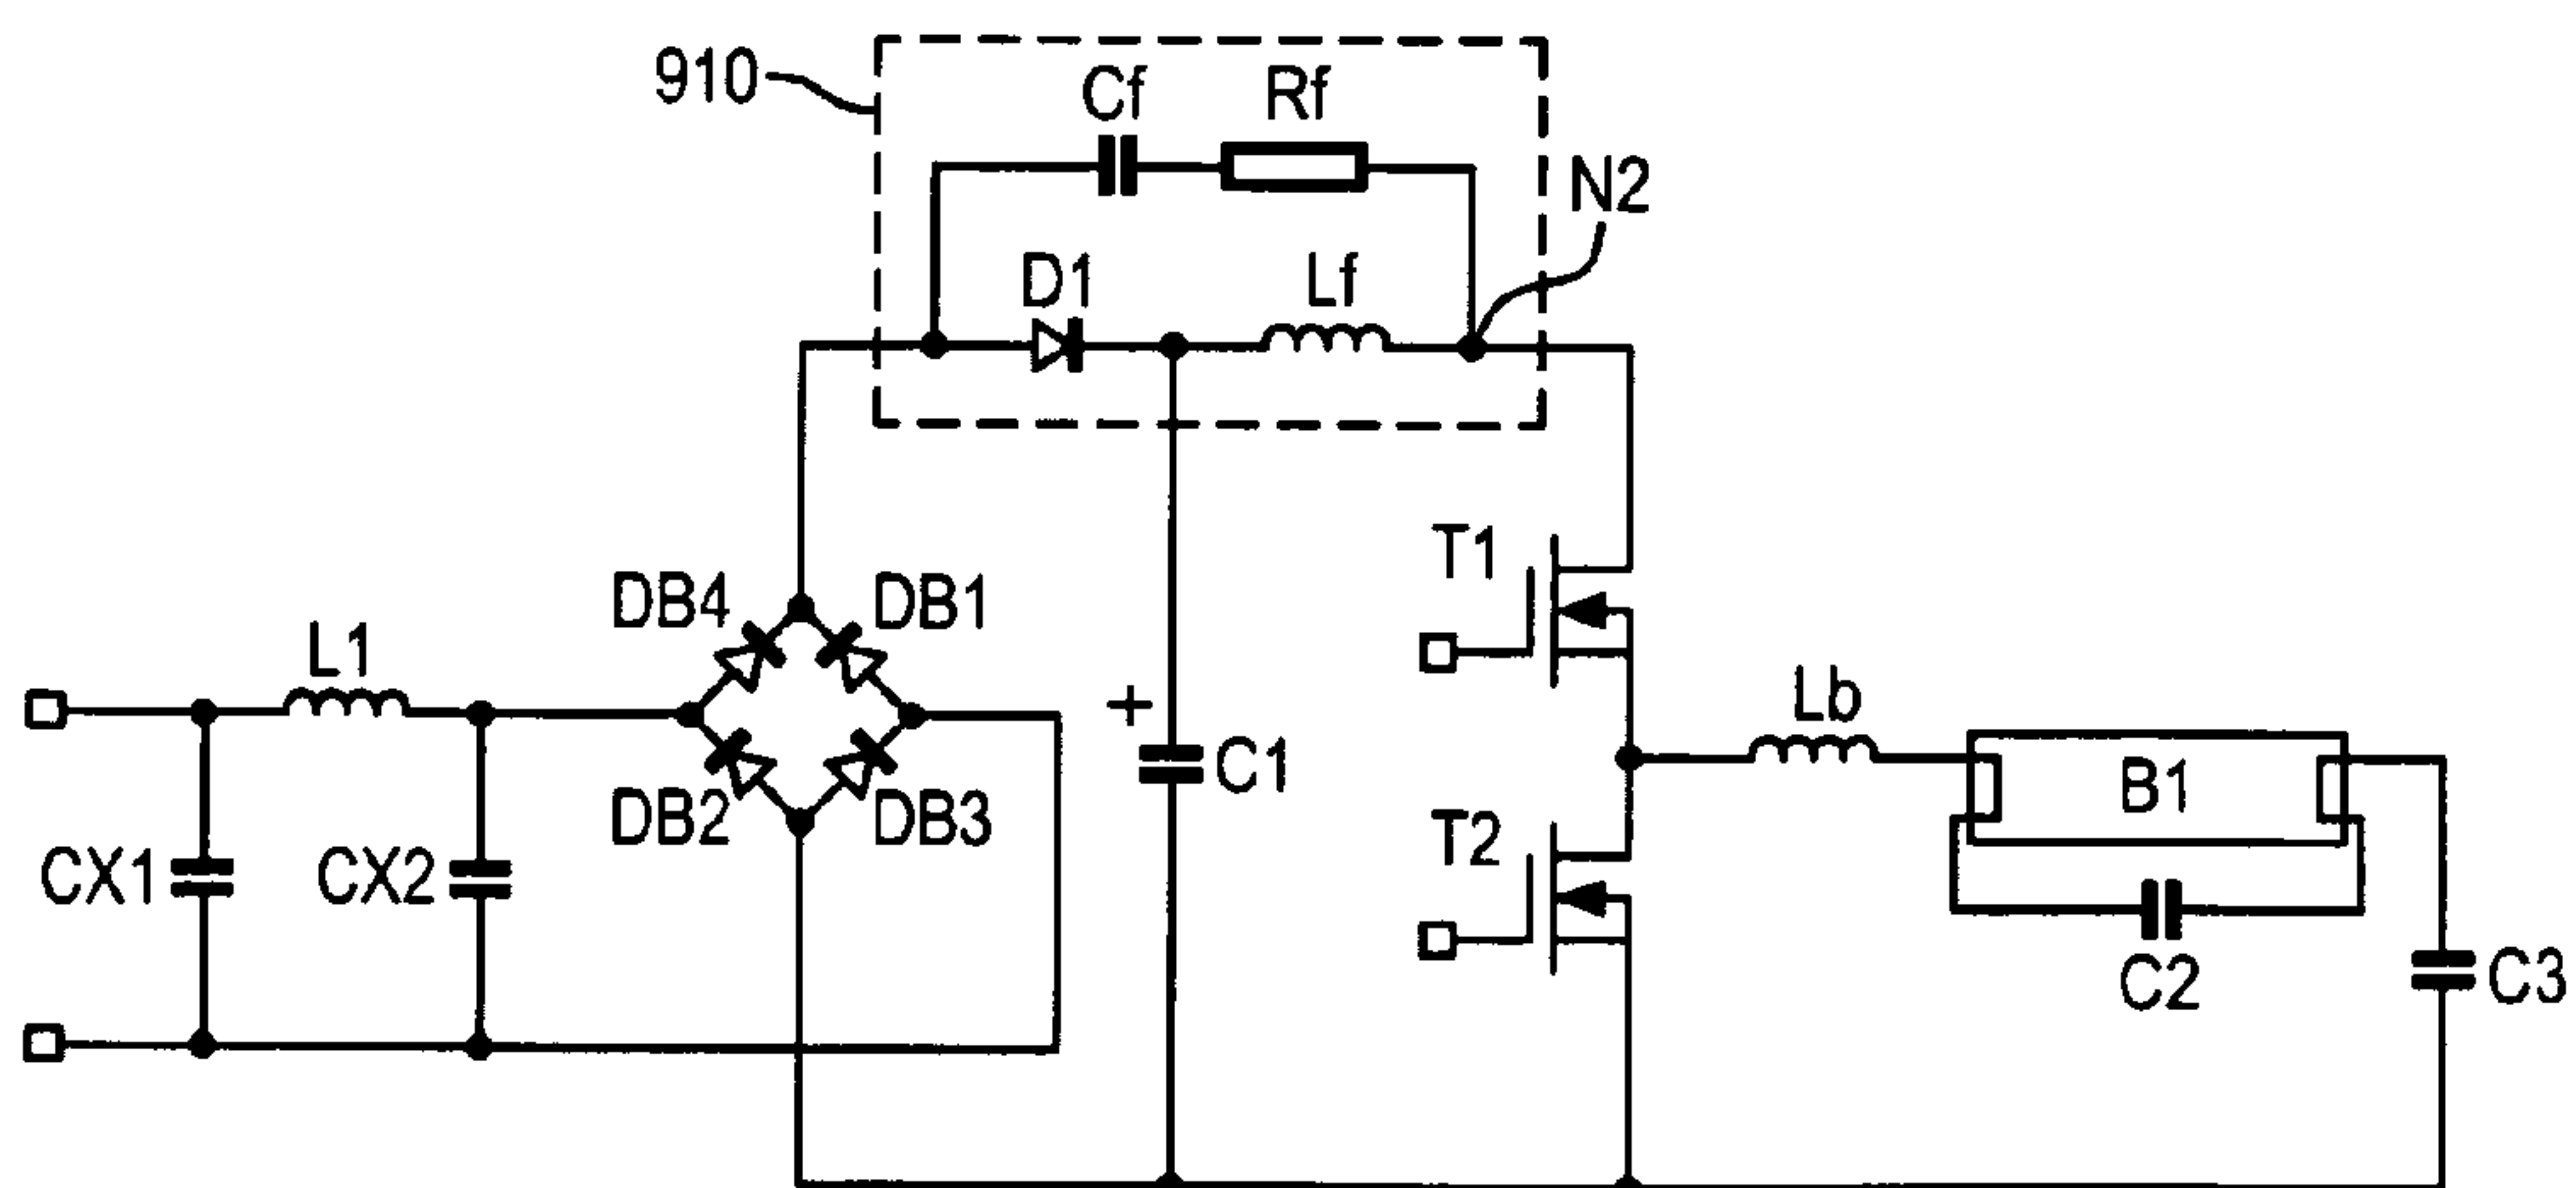 910
Cf
Rf
N2
D1
Lf
T1
DB4
DB1
L1
Lb
+
C1
B1
DB2
DB3
T2
CX1
CX2
C2
C3